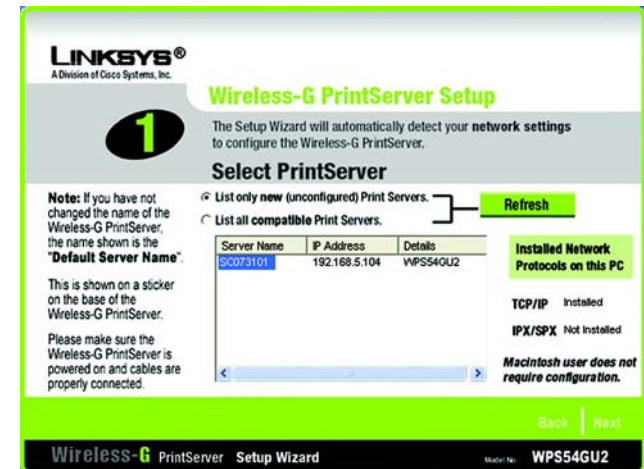 LINKSYS®
A Division of Cisco Systems, Inc.
Wireless-G PrintServer Setup
1
The Setup Wizard will automatically detect your network settings
to configure the Wireless-G PrintServer.
Select PrintServer
Note: If you have not
changed the name of the
Wireless-G PrintServer,
the name shown is the
"Default Server Name".
This is shown on a sticker
on the base of the
Wireless-G PrintServer.
Please make sure the
Wireless-G PrintServer is
powered on and cables are
properly connected.
List only new (unconfigured) Print Servers.
List all compatible Print Servers.
Refresh
Server Name IP Address Details
SC073101 192.168.5.104 WPS54GU2
Installed Network
Protocols on this PC
TCP/IP Installed
IPX/SPX Not Installed
Macintosh user does not
require configuration.
Back Next
Wireless-G PrintServer Setup Wizard Model No. WPS54GU2